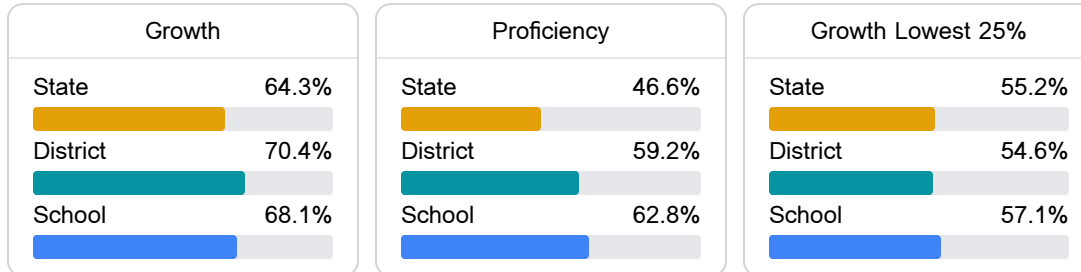 Growth
State 64.3%
District 70.4%
School 68.1%
Proficiency
State 46.6%
District 59.2%
School 62.8%
Growth Lowest 25%
State 55.2%
District 54.6%
School 57.1%